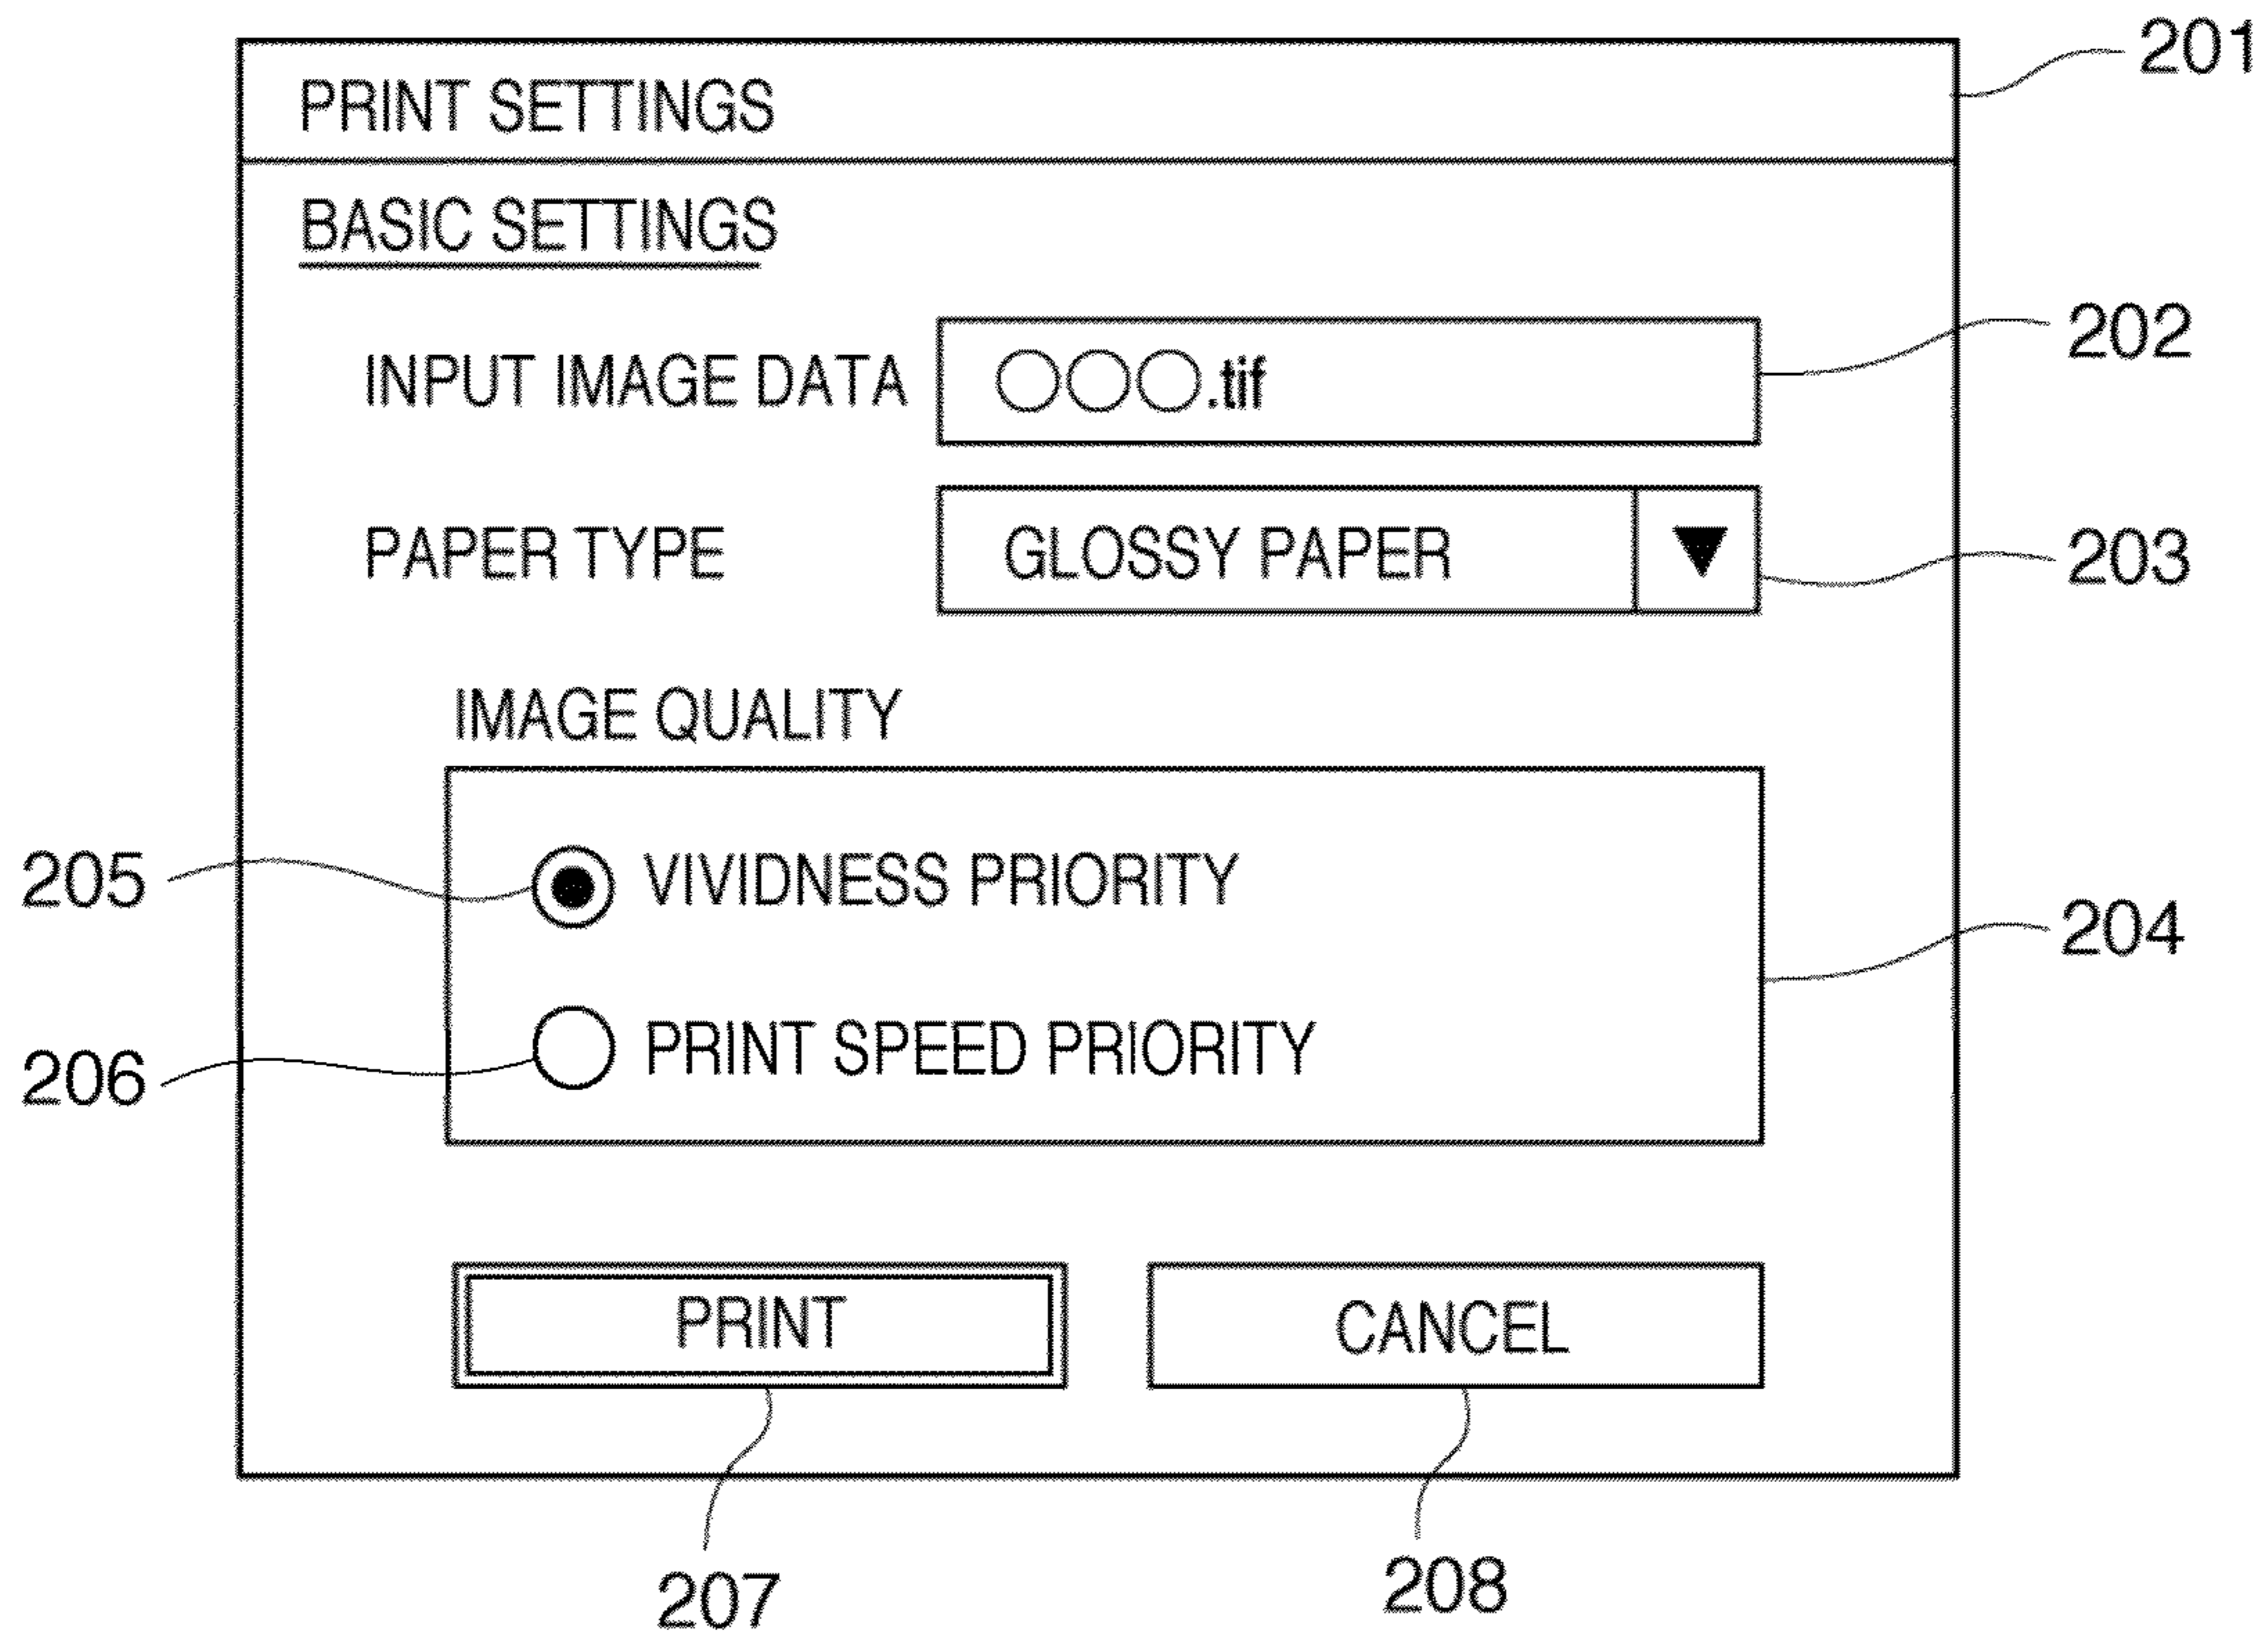 PRINT SETTINGS
201
BASIC SETTINGS
INPUT IMAGE DATA
○○○.tif
202
PAPER TYPE
GLOSSY PAPER
203
IMAGE QUALITY
205
VIVIDNESS PRIORITY
204
206
PRINT SPEED PRIORITY
PRINT
CANCEL
207
208